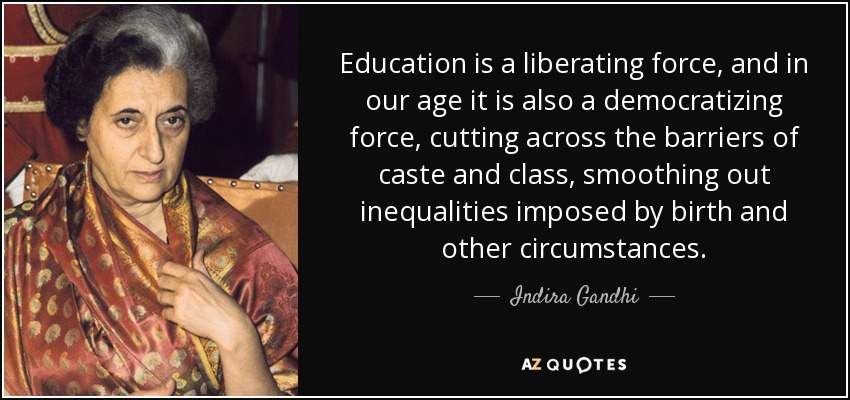 Education is a liberating force, and in
our age it is also a democratizing
force, cutting across the barriers of
caste and class, smoothing out
inequalities imposed by birth and
other circumstances.
Indira Gandhi
AZ QUOTES